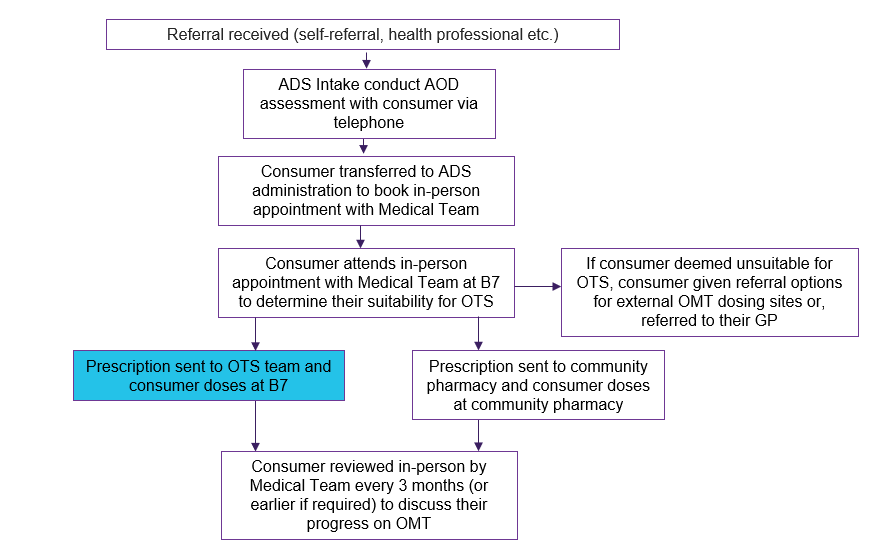 Referral received (self-referral, health professional etc.)
ADS Intake conduct AOD
assessment with consumer via
telephone
Consumer transferred to ADS
administration to book in-person
appointment with Medical Team
Consumer attends in-person
appointment with Medical Team at B7
to determine their suitability for OTS
If consumer deemed unsuitable for
OTS, consumer given referral options
for external OMT dosing sites or,
referred to their GP
Prescription sent to OTS team and
consumer doses at B7
Prescription sent to community
pharmacy and consumer doses
at community pharmacy
Consumer reviewed in-person by
Medical Team every 3 months (or
earlier if required) to discuss their
progress on OMT